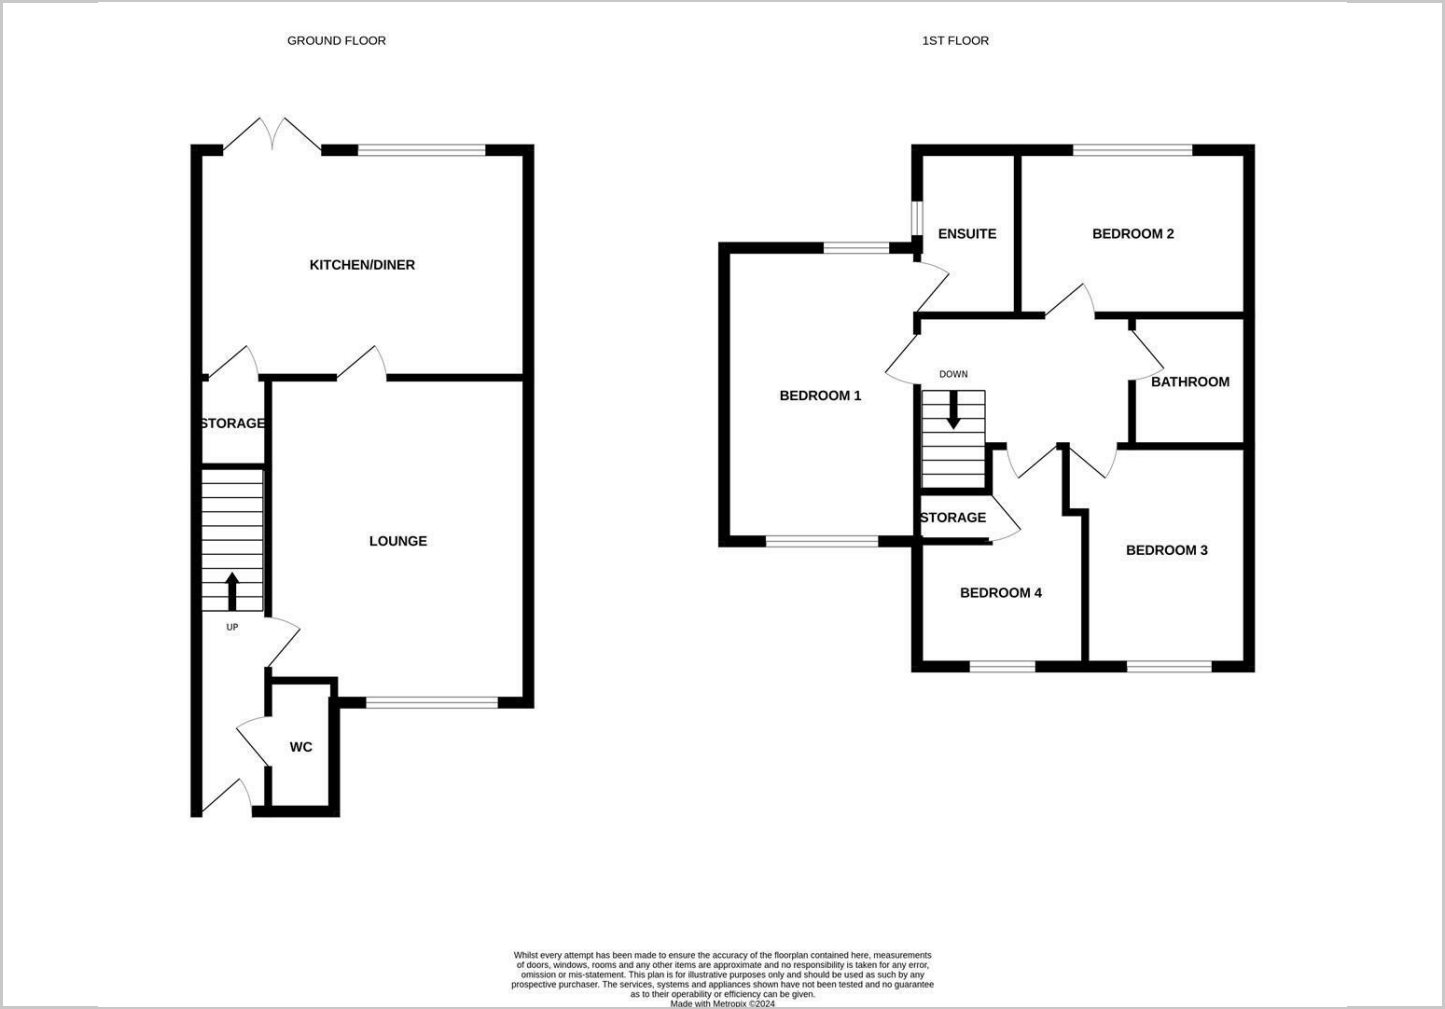 GROUND FLOOR
1ST FLOOR
KITCHEN/DINER
STORAGE
LOUNGE
UP
WC
ENSUITE
BEDROOM 2
BEDROOM 1
DOWN
BATHROOM
STORAGE
BEDROOM 3
BEDROOM 4
Whilst every attempt has been made to ensure the accuracy of the floorplan contained here, measurements
of doors, windows, rooms and any other items are approximate and no responsibility is taken for any error,
omission or mis-statement. This plan is for illustrative purposes only and should be used as such by any
prospective purchaser. The services, systems and appliances shown have not been tested and no guarantee
as to their operability or efficiency can be given.
Made with Metropix ©2024